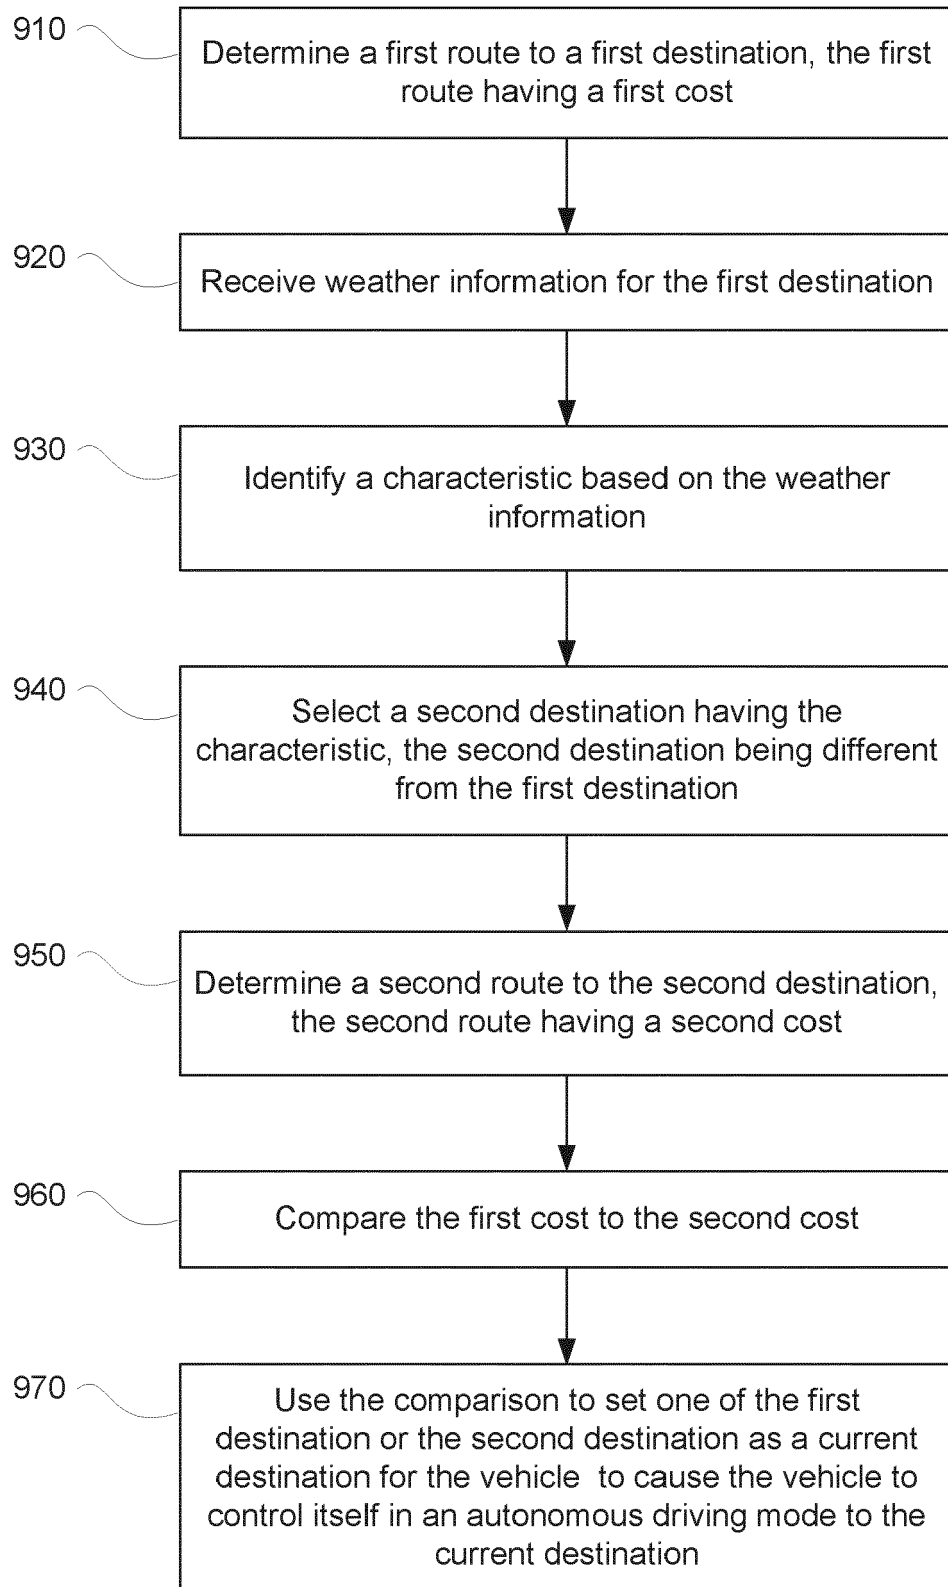 910
Determine a first route to a first destination, the first
route having a first cost
920
Receive weather information for the first destination
930
Identify a characteristic based on the weather
information
940
Select a second destination having the
characteristic, the second destination being different
from the first destination
950
Determine a second route to the second destination,
the second route having a second cost
960
Compare the first cost to the second cost
970
Use the comparison to set one of the first
destination or the second destination as a current
destination for the vehicle to cause the vehicle to
control itself in an autonomous driving mode to the
current destination